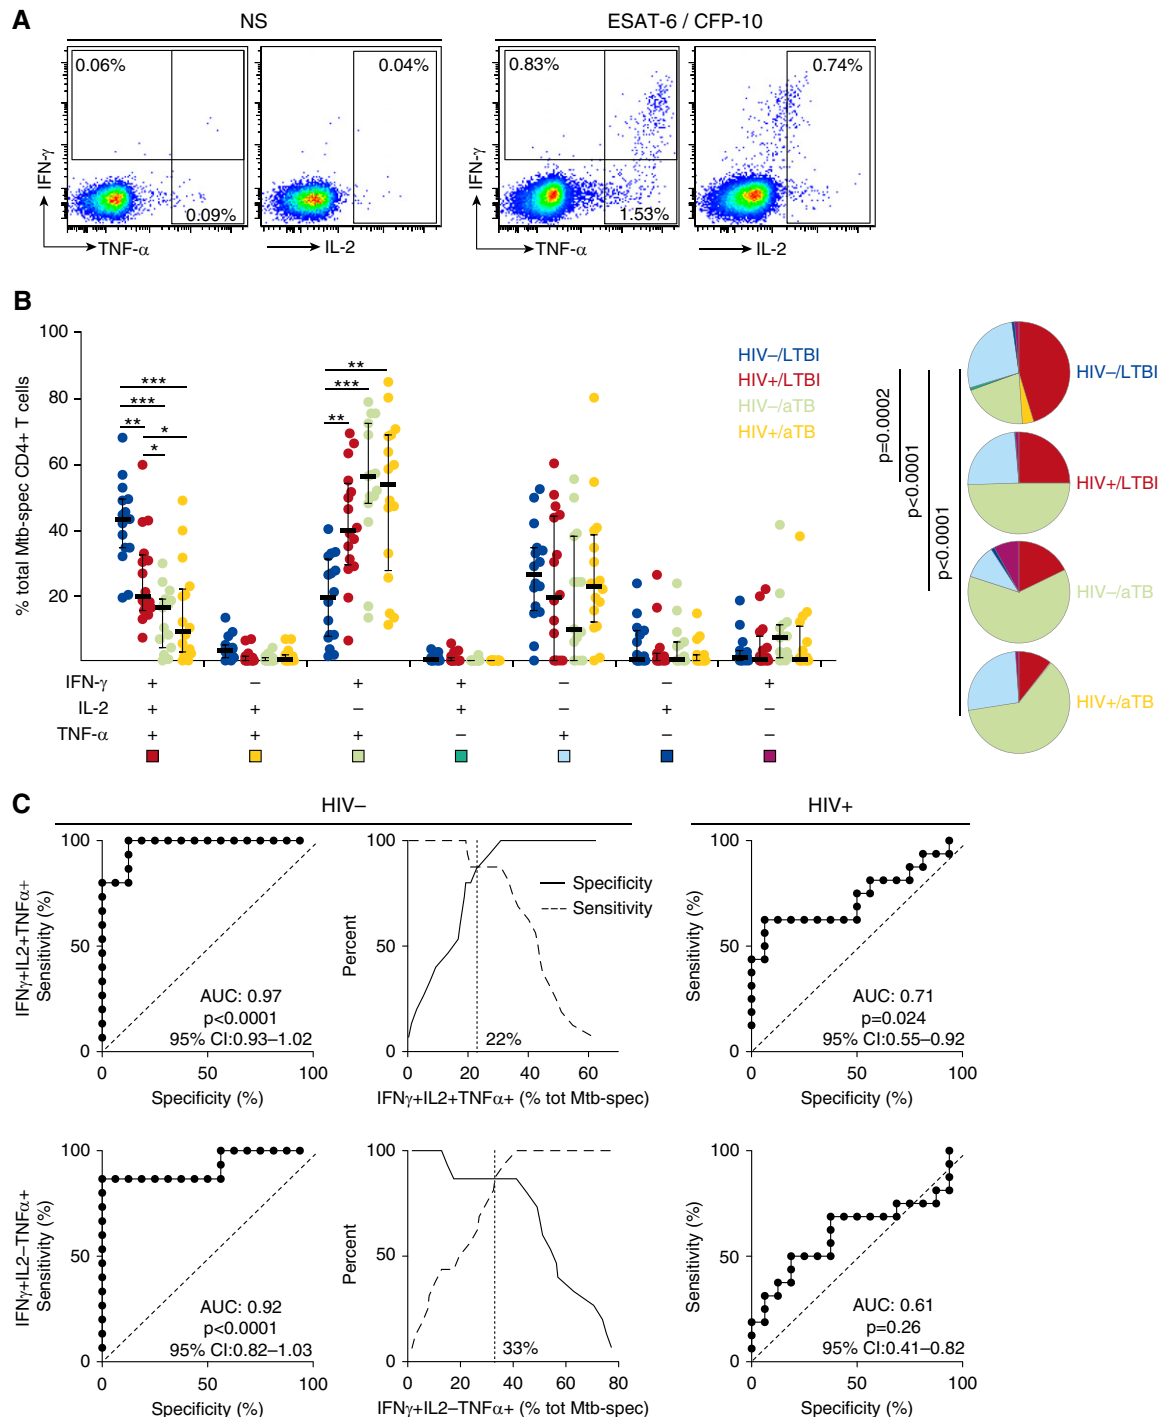 A
NS
ESAT-6 / CFP-10
0.06%
0.04%
0.83%
0.74%
0.09%
1.53%
IFN-γ
TNF-α
IL-2
IFN-γ
TNF-α
IL-2
B
100
80
60
40
20
% total Mtb-spec CD4+ T cells
***
***
**
*
*
**
***
**
HIV–/LTBI
HIV+/LTBI
HIV–/aTB
HIV+/aTB
p=0.0002
p<0.0001
p<0.0001
HIV–/LTBI
HIV+/LTBI
HIV–/aTB
HIV+/aTB
IFN-γ + – + + – – +
IL-2 + + – + – + –
TNF-α + + + – + – –
C
HIV–
HIV+
IFNγ+IL2+TNFα+
Sensitivity (%)
100
50
0
AUC: 0.97
p<0.0001
95% CI:0.93–1.02
0 50 100
Specificity (%)
Percent
100
50
0
Specificity
Sensitivity
22%
0 20 40 60
IFNγ+IL2+TNFα+ (% tot Mtb-spec)
Sensitivity (%)
100
50
0
AUC: 0.71
p=0.024
95% CI:0.55–0.92
0 50 100
Specificity (%)
IFNγ+IL2–TNFα+
Sensitivity (%)
100
50
0
AUC: 0.92
p<0.0001
95% CI:0.82–1.03
0 50 100
Specificity (%)
Percent
100
50
0
33%
0 20 40 60 80
IFNγ+IL2–TNFα+ (% tot Mtb-spec)
Sensitivity (%)
100
50
0
AUC: 0.61
p=0.26
95% CI:0.41–0.82
0 50 100
Specificity (%)